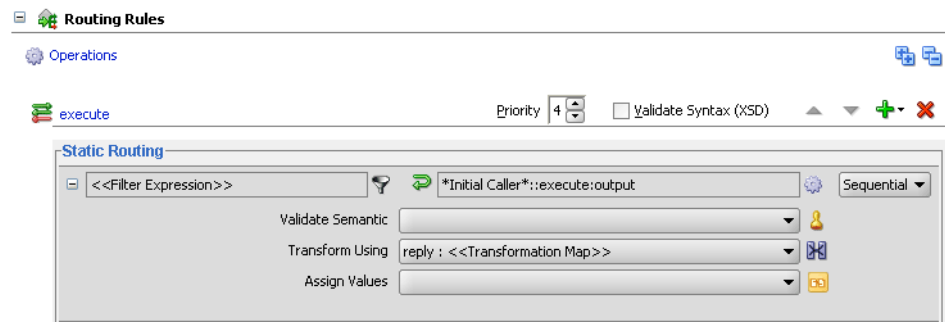 Routing Rules
Operations
execute Priority 4 Validate Syntax (XSD)
Static Routing
<<Filter Expression>> *Initial Caller*::execute:output Sequential
Validate Semantic
Transform Using reply : <<Transformation Map>>
Assign Values